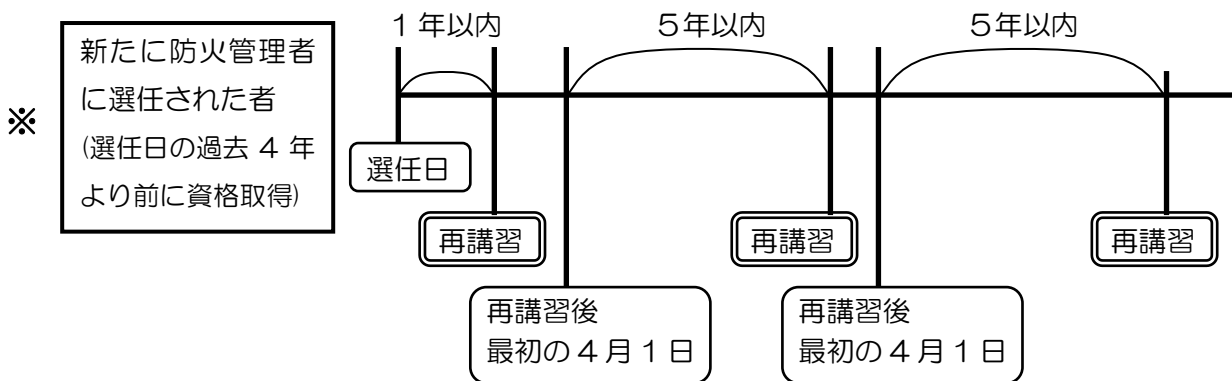 ※
新たに防火管理者
に選任された者
(選任日の過去 4 年
より前に資格取得)
1 年以内
5年以内
5年以内
選任日
再講習
再講習
再講習
再講習後
最初の4月1日
再講習後
最初の4月1日